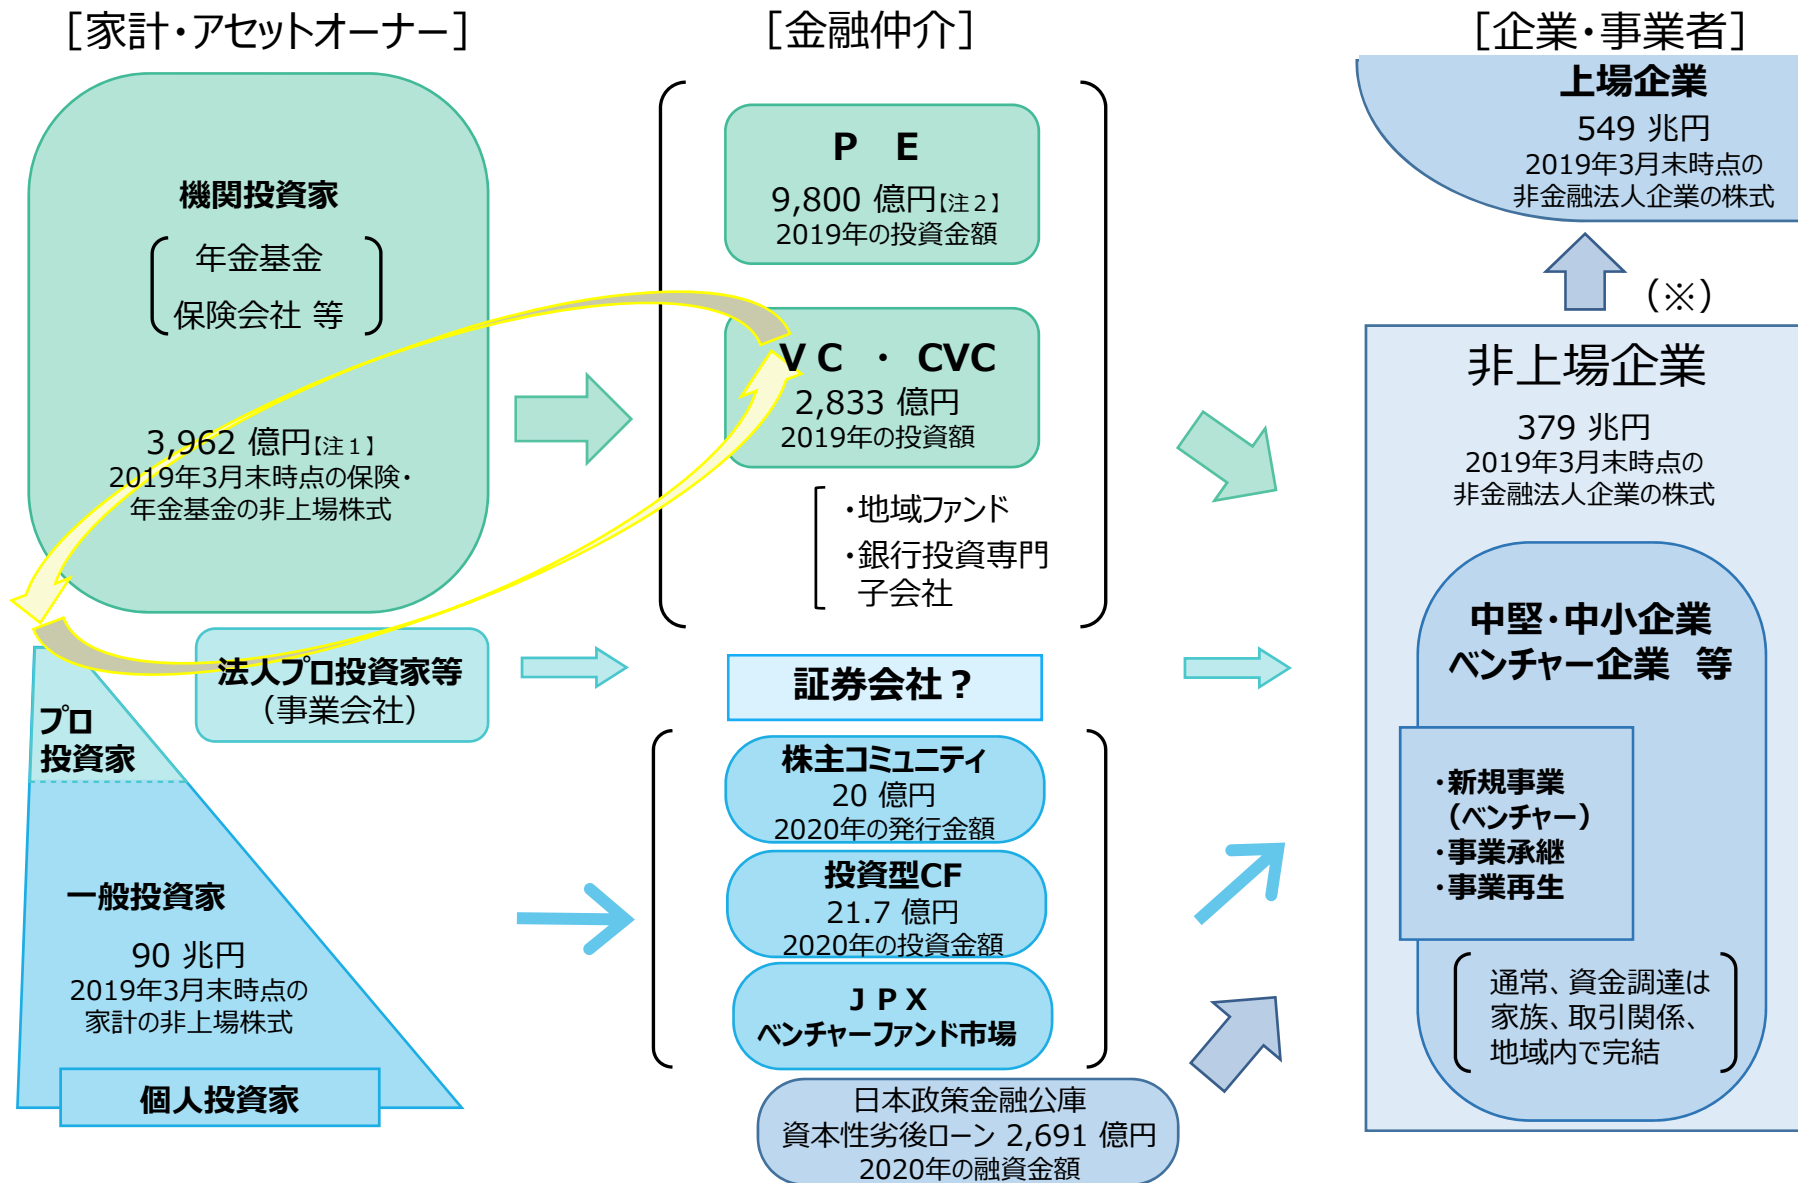 ［家計・アセットオーナー］
機関投資家
年金基金
保険会社 等
3,962 億円【注１】
2019年3月末時点の保険・
年金基金の非上場株式
法人プロ投資家等
（事業会社）
プロ
投資家
一般投資家
90 兆円
2019年3月末時点の
家計の非上場株式
個人投資家
［金融仲介］
Ｐ　Ｅ
9,800 億円【注２】
2019年の投資金額
ＶＣ ・ CVC
2,833 億円
2019年の投資額
・地域ファンド
・銀行投資専門
子会社
証券会社？
株主コミュニティ
20 億円
2020年の発行金額
投資型CF
21.7 億円
2020年の投資金額
ＪＰＸ
ベンチャーファンド市場
日本政策金融公庫
資本性劣後ローン 2,691 億円
2020年の融資金額
［企業・事業者］
上場企業
549 兆円
2019年3月末時点の
非金融法人企業の株式
（※）
非上場企業
379 兆円
2019年3月末時点の
非金融法人企業の株式
中堅・中小企業
ベンチャー企業　等
・新規事業
（ベンチャー）
・事業承継
・事業再生
通常、資金調達は
家族、取引関係、
地域内で完結